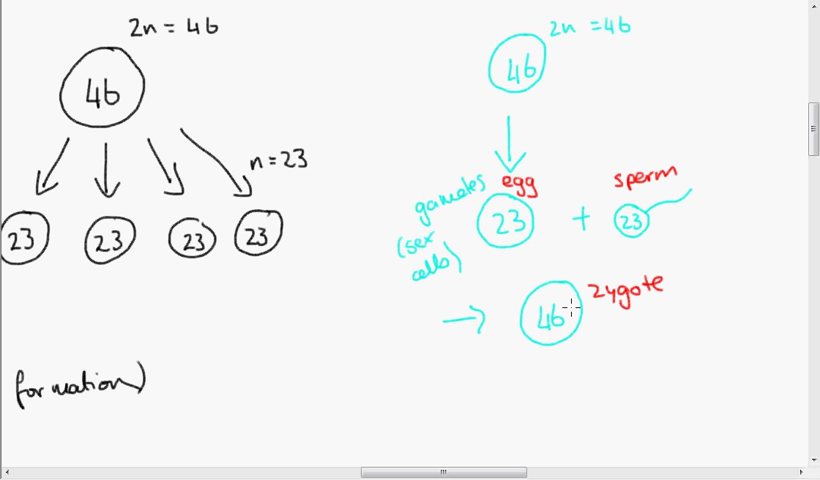 2n = 46
46
n = 23
23 23 23 23
formation)
2n = 46
46
gametes
(sex
cells)
egg
sperm
23 + 23
→ 46 zygote